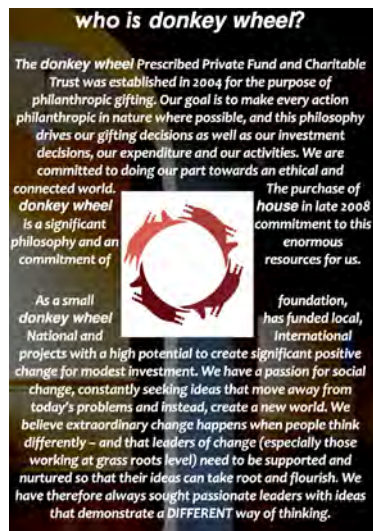 who is donkey wheel?
The donkey wheel Prescribed Private Fund and Charitable
Trust was established in 2004 for the purpose of
philanthropic gifting. Our goal is to make every action
philanthropic in nature where possible, and this philosophy
drives our gifting decisions as well as our investment
decisions, our expenditure and our activities. We are
committed to doing our part towards an ethical and
connected world. The purchase of
donkey wheel house in late 2008
is a significant commitment to this
philosophy and an enormous
commitment of resources for us.
As a small foundation,
donkey wheel has funded local,
National and International
projects with a high potential to create significant positive
change for modest investment. We have a passion for social
change, constantly seeking ideas that move away from
today's problems and instead, create a new world. We
believe extraordinary change happens when people think
differently – and that leaders of change (especially those
working at grass roots level) need to be supported and
nurtured so that their ideas can take root and flourish. We
have therefore always sought passionate leaders with ideas
that demonstrate a DIFFERENT way of thinking.